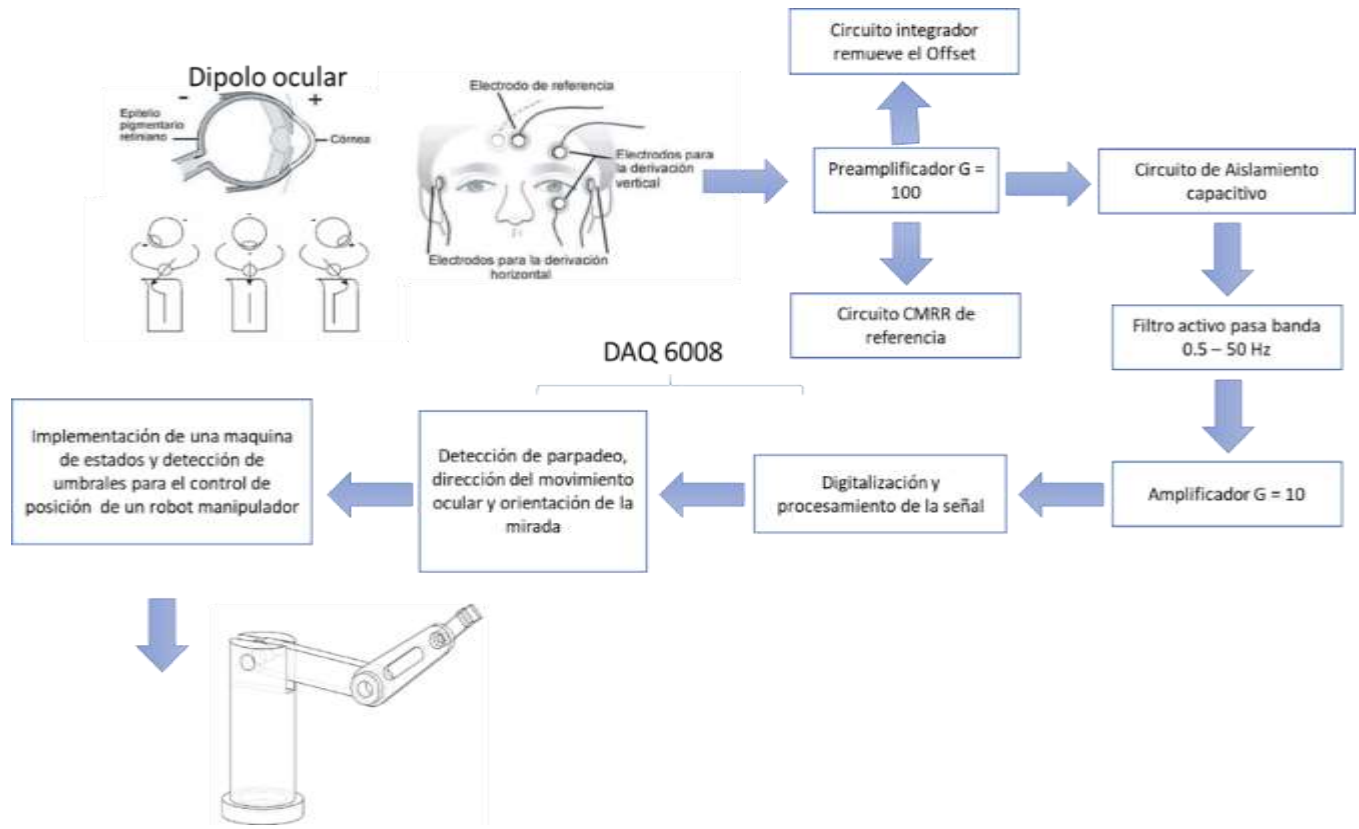 Dipolo ocular
-
+
Epitelio
pigmentario
retiniano
Córnea
Electrodo de referencia
Electrodos para
la derivación
vertical
Electrodos para la derivación
horizontal
Circuito integrador
remueve el Offset
Preamplificador G =
100
Circuito de Aislamiento
capacitivo
Circuito CMRR de
referencia
Filtro activo pasa banda
0.5 – 50 Hz
DAQ 6008
Implementación de una maquina
de estados y detección de
umbrales para el control de
posición de un robot manipulador
Detección de parpadeo,
dirección del movimiento
ocular y orientación de la
mirada
Digitalización y
procesamiento de la señal
Amplificador G = 10